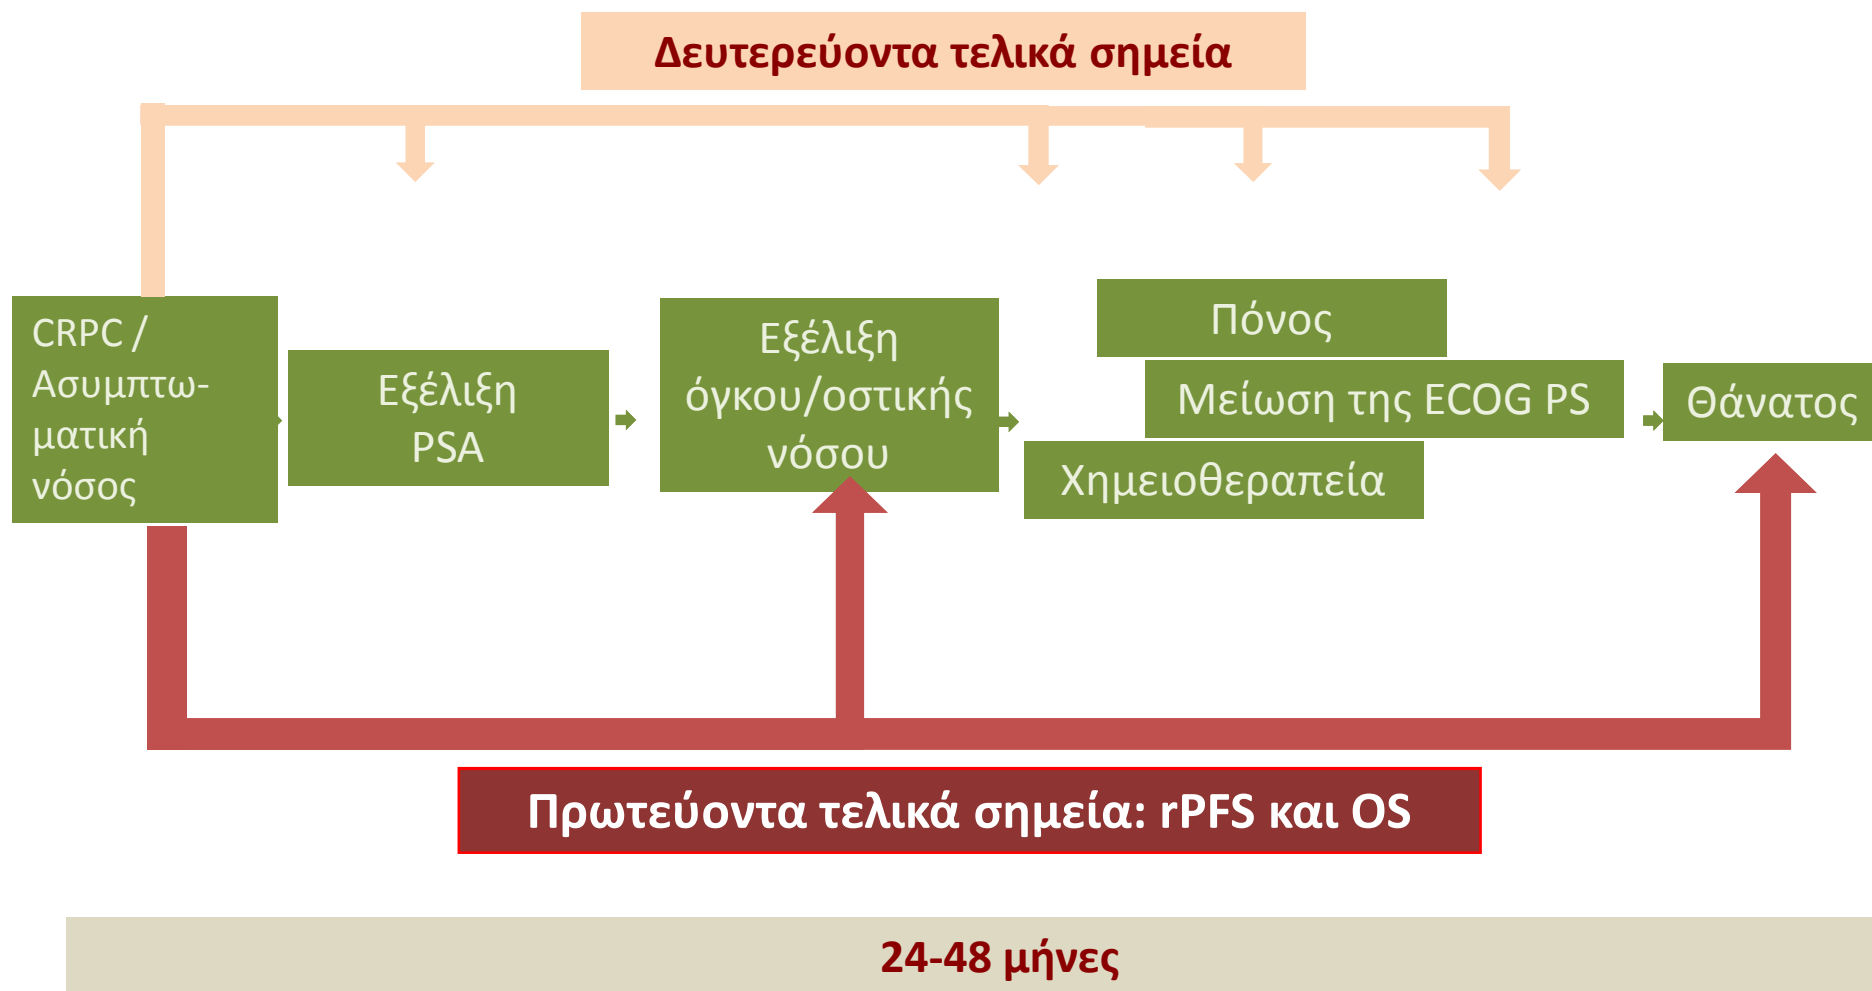 Δευτερεύοντα τελικά σημεία
CRPC /
Ασυμπτω-
ματική
νόσος
Εξέλιξη
PSA
Εξέλιξη
όγκου/οστικής
νόσου
Πόνος
Μείωση της ECOG PS
Χημειοθεραπεία
Θάνατος
Πρωτεύοντα τελικά σημεία: rPFS και OS
24-48 μήνες